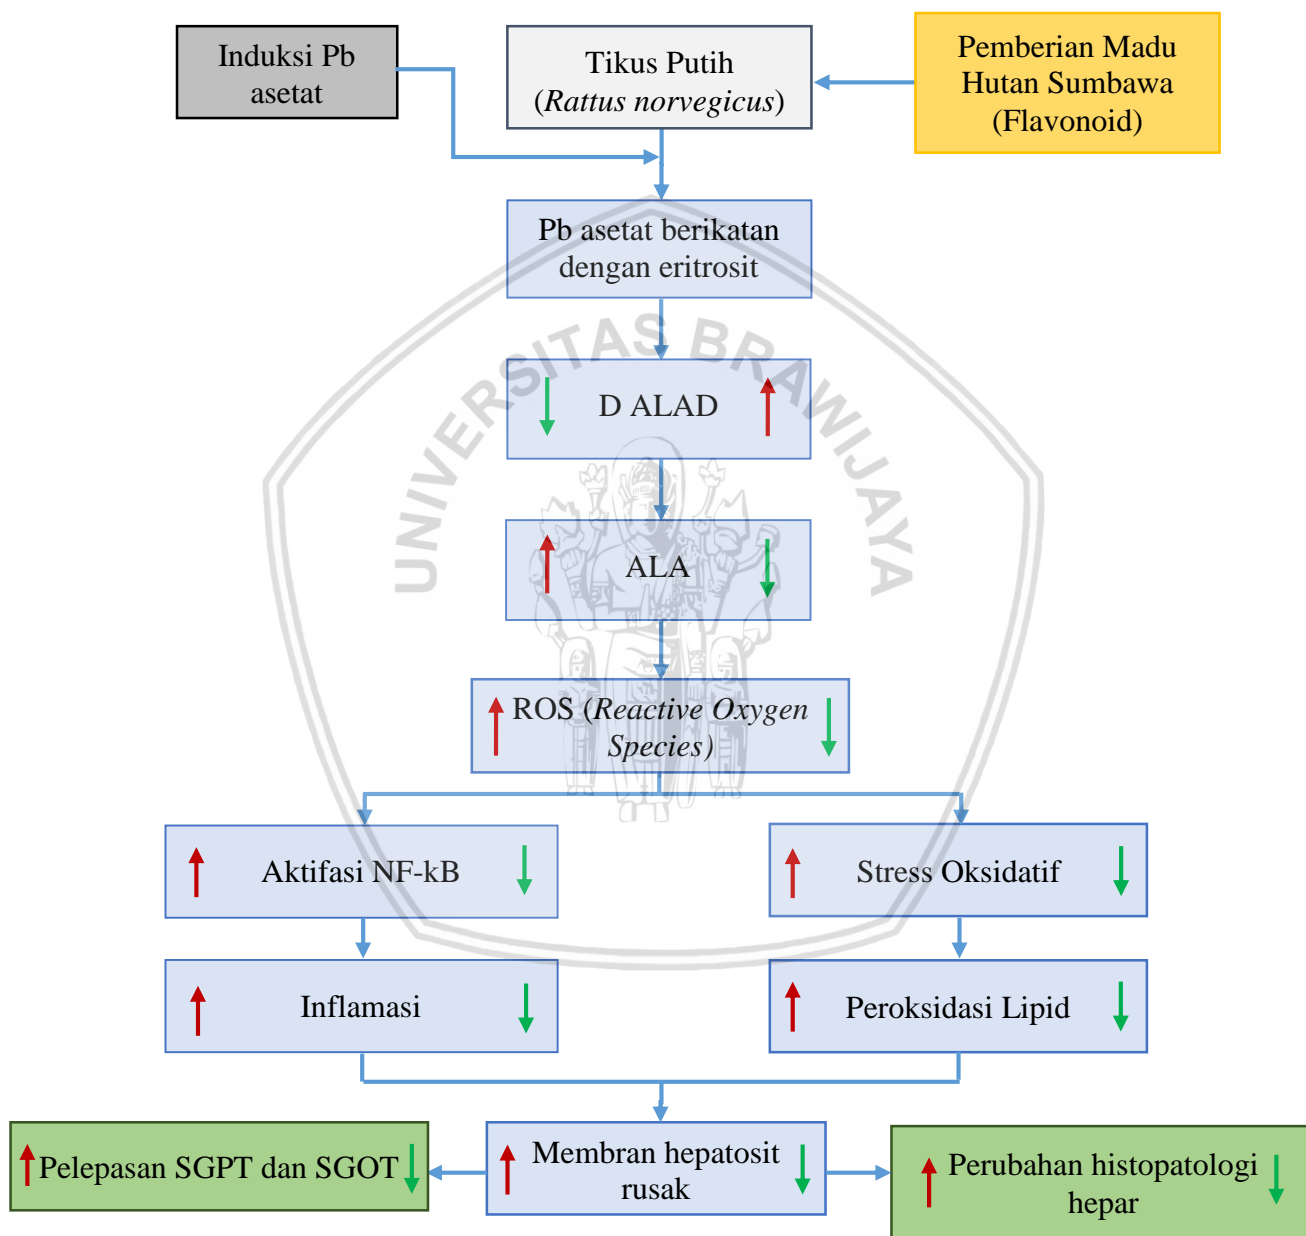 Induksi Pb
asetat
Tikus Putih
(Rattus norvegicus)
Pemberian Madu
Hutan Sumbawa
(Flavonoid)
Pb asetat berikatan
dengan eritrosit
UNIVERSITAS BRAWIJAYA
D ALAD
ALA
ROS (Reactive Oxygen
Species)
Aktifasi NF-kB
Stress Oksidatif
Inflamasi
Peroksidasi Lipid
Pelepasan SGPT dan SGOT
Membran hepatosit
rusak
Perubahan histopatologi
hepar